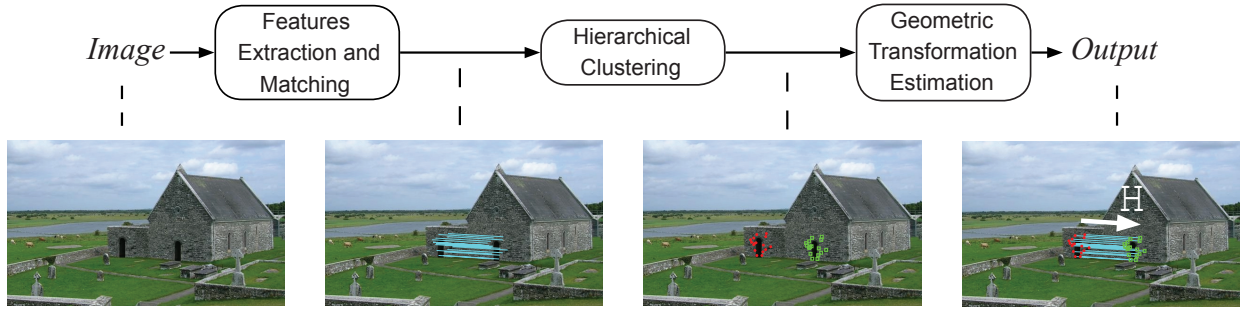 Image
Features
Extraction and
Matching
Hierarchical
Clustering
Geometric
Transformation
Estimation
Output
H